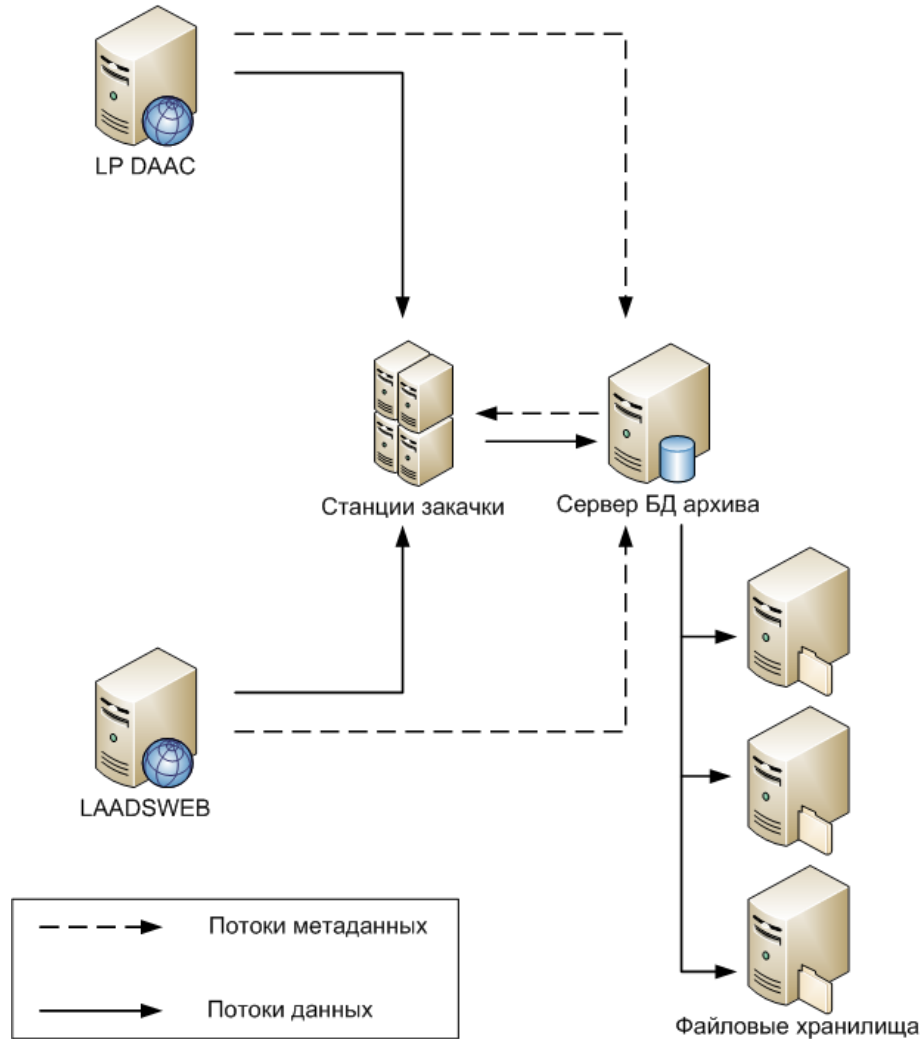 LP DAAC
Станции закачки
Сервер БД архива
LAADSWEB
Потоки метаданных
Потоки данных
Файловые хранилища